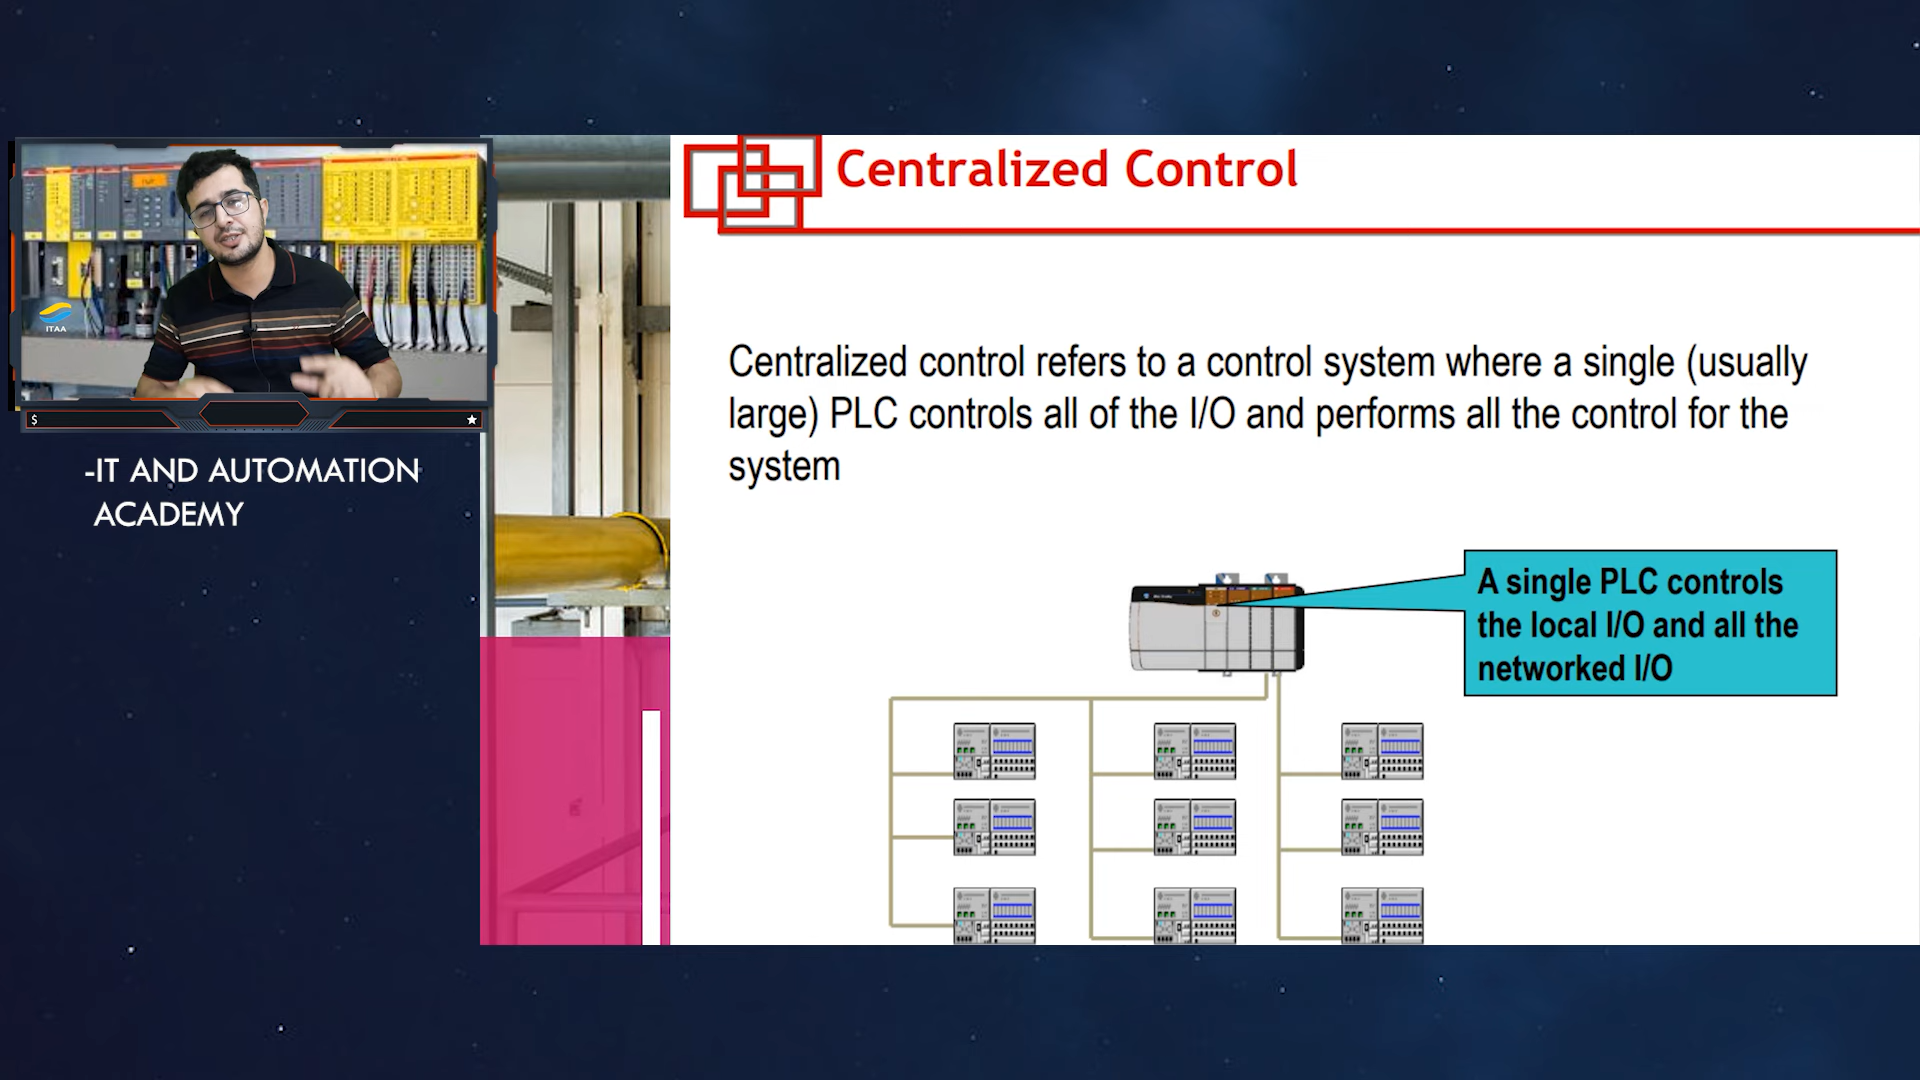 Centralized Control
Centralized control refers to a control system where a single (usually
large) PLC controls all of the I/O and performs all the control for the
system
A single PLC controls
the local I/O and all the
networked I/O
ITAA
$
-IT AND AUTOMATION
ACADEMY